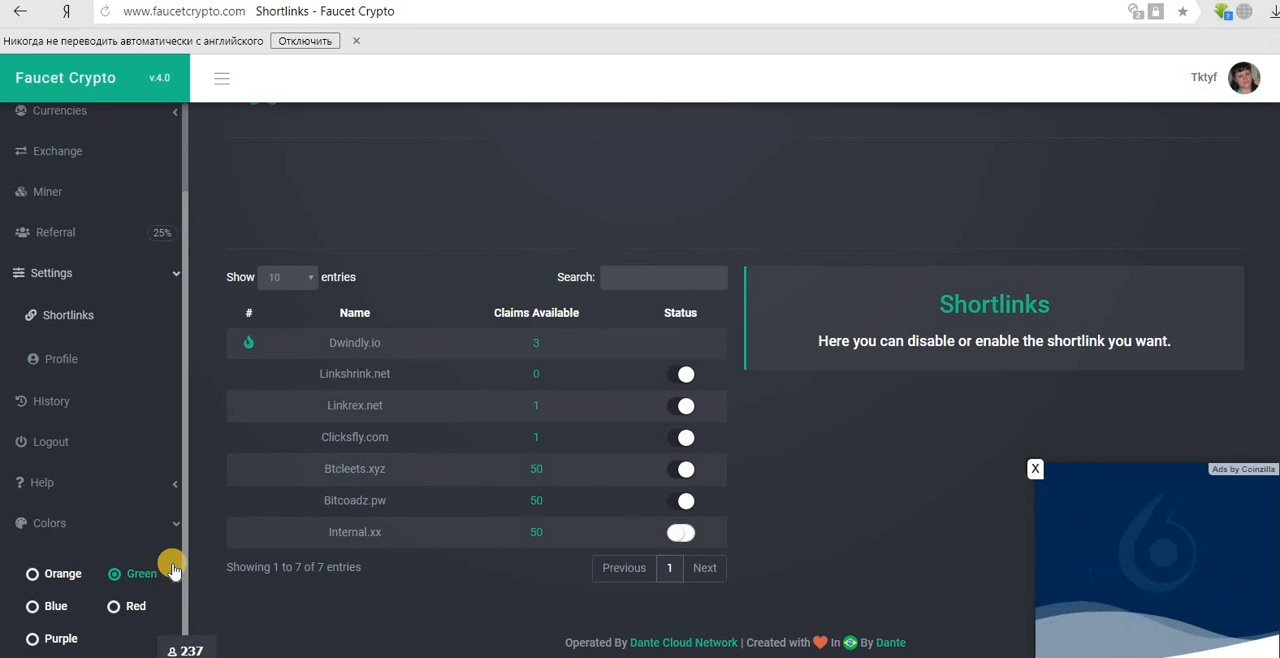 www.faucetcrypto.com Shortlinks - Faucet Crypto
2
?
Никогда не переводить автоматически с английского Отключить ×
Faucet Crypto v.4.0
Tktyf
Currencies
Exchange
Miner
Referral 25%
Settings
Shortlinks
Profile
History
Logout
Help
Colors
Orange Green
Blue Red
Purple
237
Show 10 entries Search:
# Name Claims Available Status
Dwindly.io 3
Linkshrink.net 0
Linkrex.net 1
Clicksfly.com 1
Btcleets.xyz 50
Bitcoadz.pw 50
Internal.xx 50
Showing 1 to 7 of 7 entries Previous 1 Next
Shortlinks
Here you can disable or enable the shortlink you want.
X Ads by Coinzilla
Operated By Dante Cloud Network | Created with In By Dante